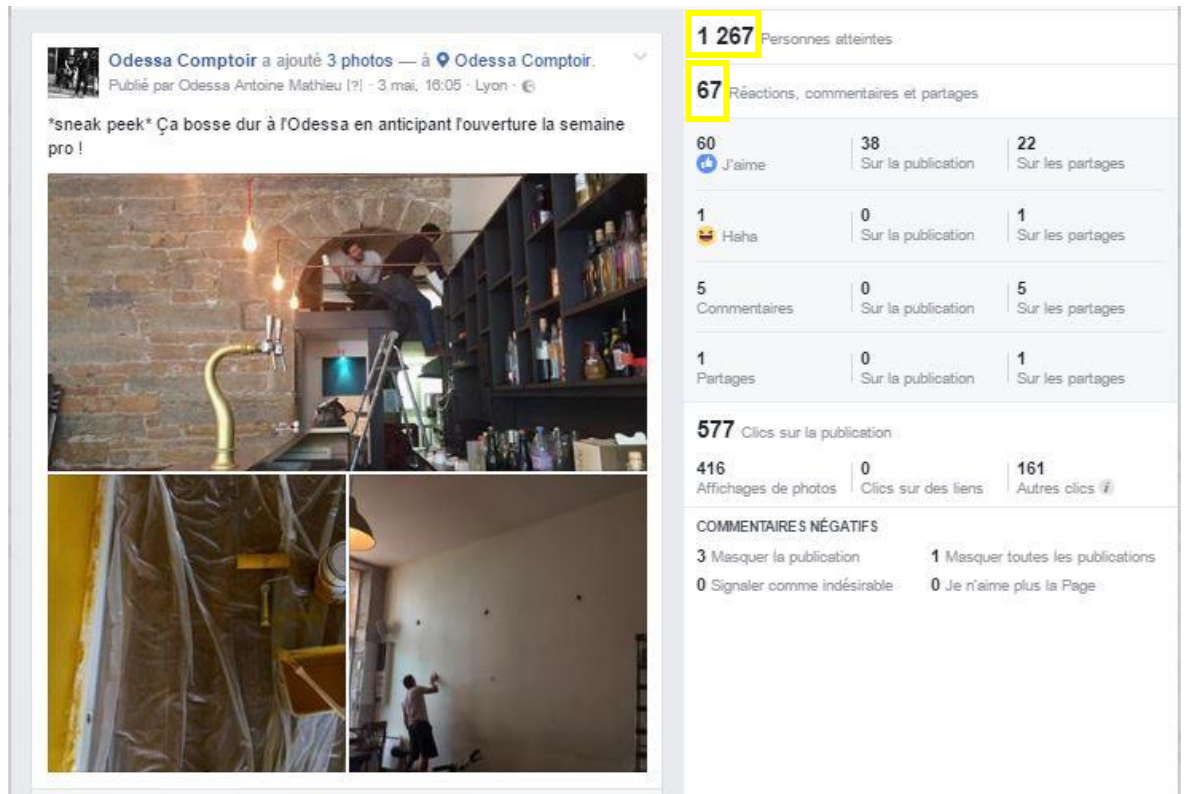 Odessa Comptoir a ajouté 3 photos — à Odessa Comptoir.
Publié par Odessa Antoine Mathieu [?] · 3 mai, 16:05 · Lyon ·
*sneak peek* Ça bosse dur à l'Odessa en anticipant l'ouverture la semaine
pro !
1 267 Personnes atteintes
67 Réactions, commentaires et partages
60 38 22
J'aime Sur la publication Sur les partages
1 0 1
Haha Sur la publication Sur les partages
5 0 5
Commentaires Sur la publication Sur les partages
1 0 1
Partages Sur la publication Sur les partages
577 Clics sur la publication
416 0 161
Affichages de photos Clics sur des liens Autres clics i
COMMENTAIRES NÉGATIFS
3 Masquer la publication 1 Masquer toutes les publications
0 Signaler comme indésirable 0 Je n'aime plus la Page